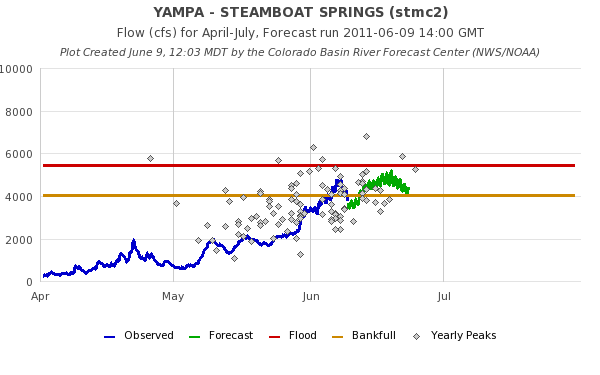 YAMPA - STEAMBOAT SPRINGS (stmc2)
Flow (cfs) for April-July, Forecast run 2011-06-09 14:00 GMT
Plot Created June 9, 12:03 MDT by the Colorado Basin River Forecast Center (NWS/NOAA)
10000
8000
6000
4000
2000
0
Apr May Jun Jul
Observed Forecast Flood Bankfull Yearly Peaks